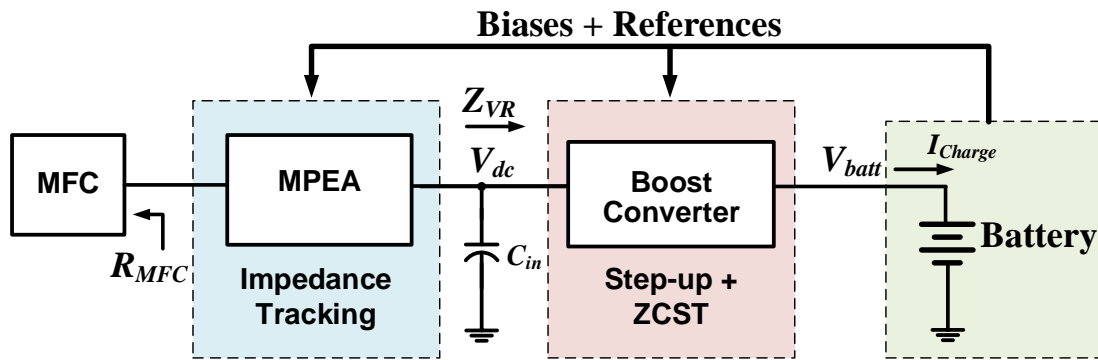 Biases + References
Z_VR
I_Charge
MFC
MPEA
V_dc
Boost
Converter
V_batt
Battery
R_MFC
C_in
Impedance
Tracking
Step-up +
ZCST